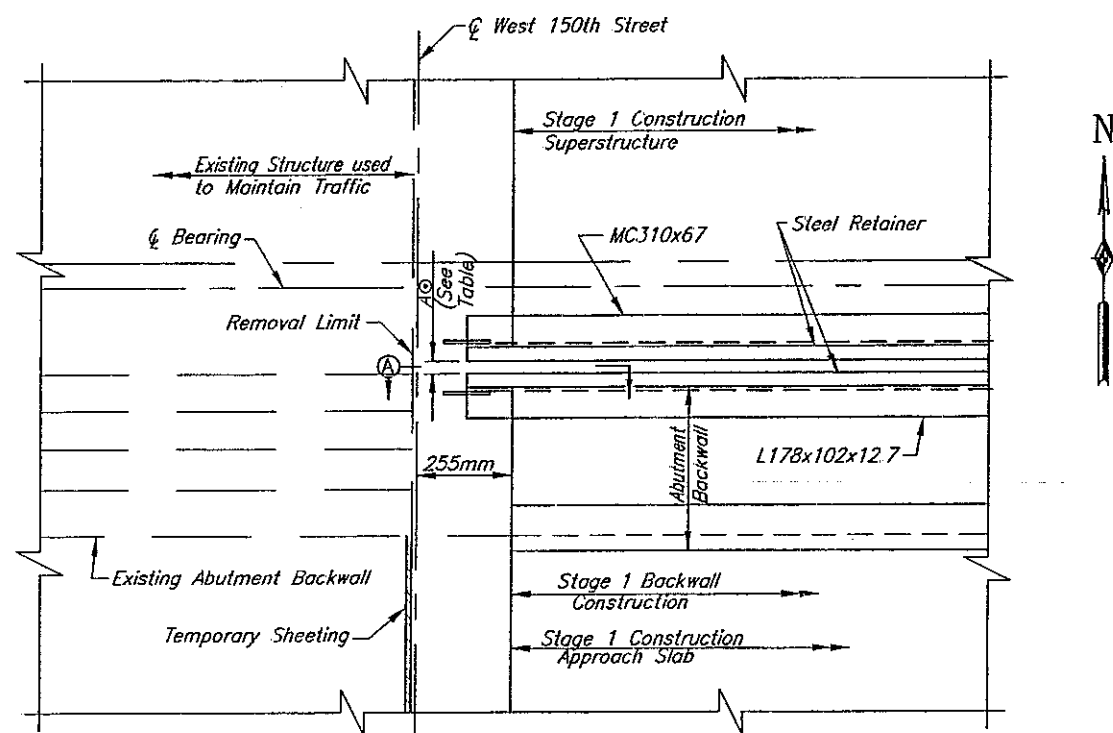 ℄ West 150th Street
Stage 1 Construction
Superstructure
N
Existing Structure used
to Maintain Traffic
MC310x67
Steel Retainer
℄ Bearing
A⊙
(See
Table)
Removal Limit
A
255mm
Abutment
Backwall
L178x102x12.7
Existing Abutment Backwall
Stage 1 Backwall
Construction
Temporary Sheeting
Stage 1 Construction
Approach Slab